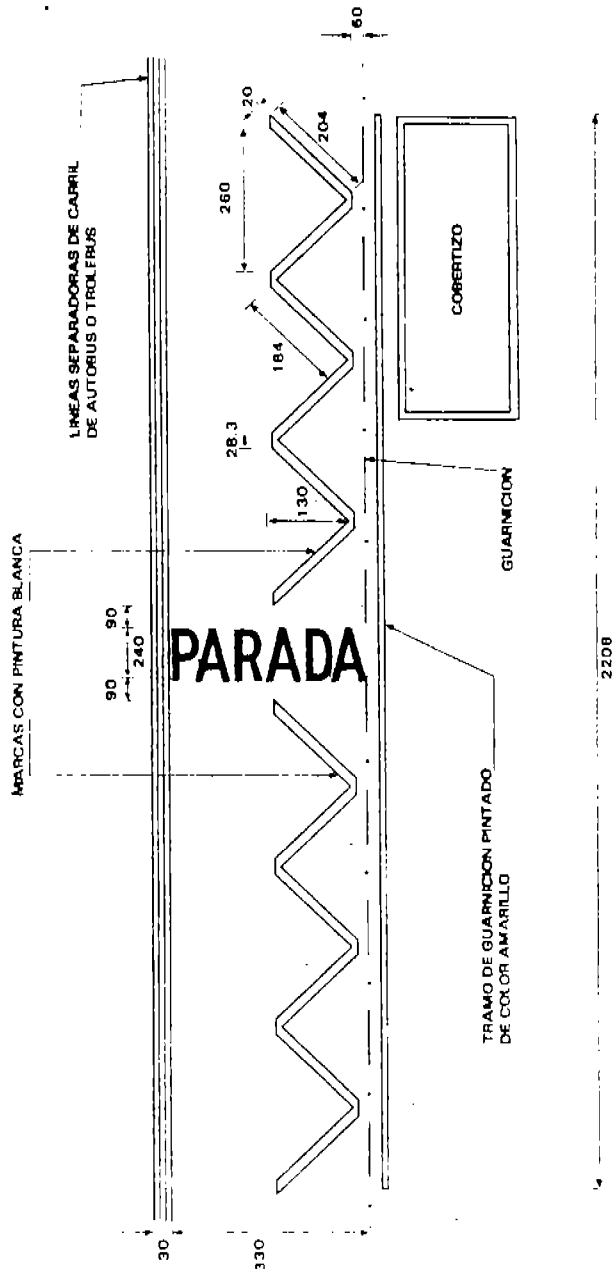 LINEAS SEPARADORAS DE CARRIL
DE AUTOBUS O TROLEBUS
MARCAS CON PINTURA BLANCA
60
20
204
260
184
28.3
130
90
240
90
PARADA
COBERTIZO
GUARNICION
TRAMO DE GUARNICION PINTADO
DE COLOR AMARILLO
2208
30
330